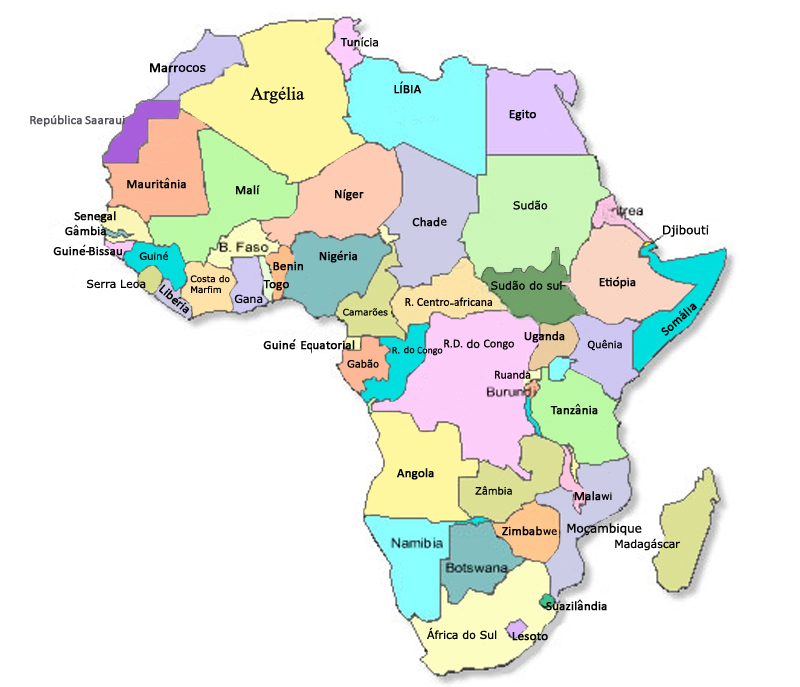 Tunícia
Marrocos
LÍBIA
Argélia
Egito
República Saaraui
Mauritânia
Malí
Níger
Sudão
Chade
Senegal
Gâmbia
Eritrea
Djibouti
Guiné-Bissau
Guiné
B. Faso
Nigéria
Benin
Etiópia
Serra Leoa
Costa do
Marfim
Togo
Sudão do sul
Libéria
Gana
R. Centro-africana
Camarões
Somália
Guiné Equatorial
R. do Congo
R.D. do Congo
Uganda
Quênia
Gabão
Ruanda
Burundi
Tanzânia
Angola
Zâmbia
Malawi
Zimbabwe
Moçambique
Namibia
Madagáscar
Botswana
Suazilândia
África do Sul
Lesoto